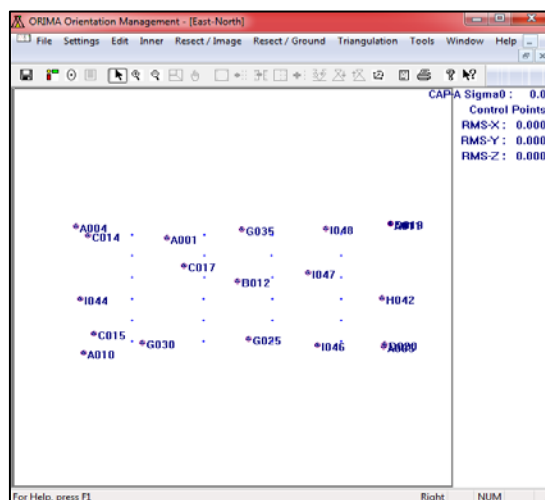 ORIMA Orientation Management - [East-North]
File Settings Edit Inner Resect / Image Resect / Ground Triangulation Tools Window Help
CAP-A Sigma0 : 0.0
Control Points
RMS-X : 0.000
RMS-Y : 0.000
RMS-Z : 0.000
A004
C014
A001
G035
I048
C017
B012
I047
I044
H042
C015
G030
G025
I046
A010
For Help, press F1 Right NUM